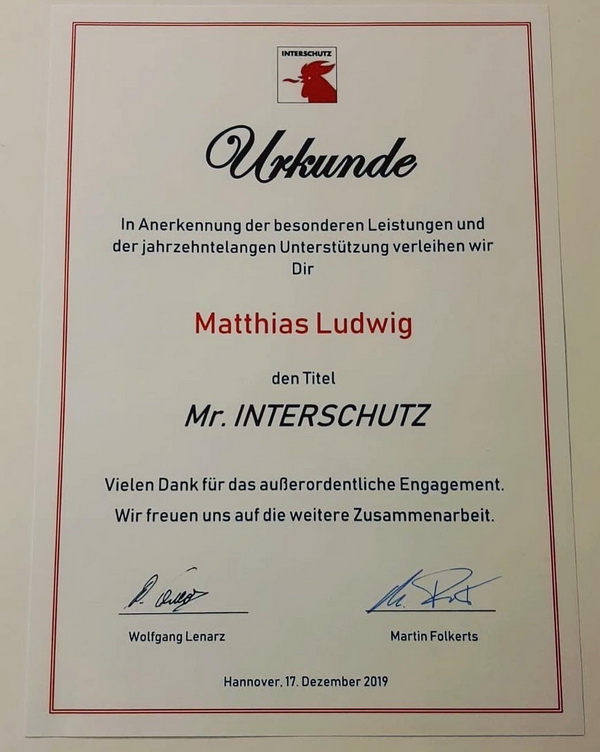 INTERSCHUTZ
Urkunde
In Anerkennung der besonderen Leistungen und
der jahrzehntelangen Unterstützung verleihen wir
Dir
Matthias Ludwig
den Titel
Mr. INTERSCHUTZ
Vielen Dank für das außerordentliche Engagement.
Wir freuen uns auf die weitere Zusammenarbeit.
Wolfgang Lenarz
Martin Folkerts
Hannover, 17. Dezember 2019